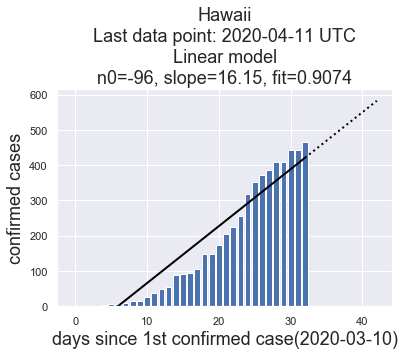 Hawaii
Last data point: 2020-04-11 UTC
Linear model
n0=-96, slope=16.15, fit=0.9074
600
500
400
300
200
100
0
confirmed cases
0 10 20 30 40
days since 1st confirmed case(2020-03-10)